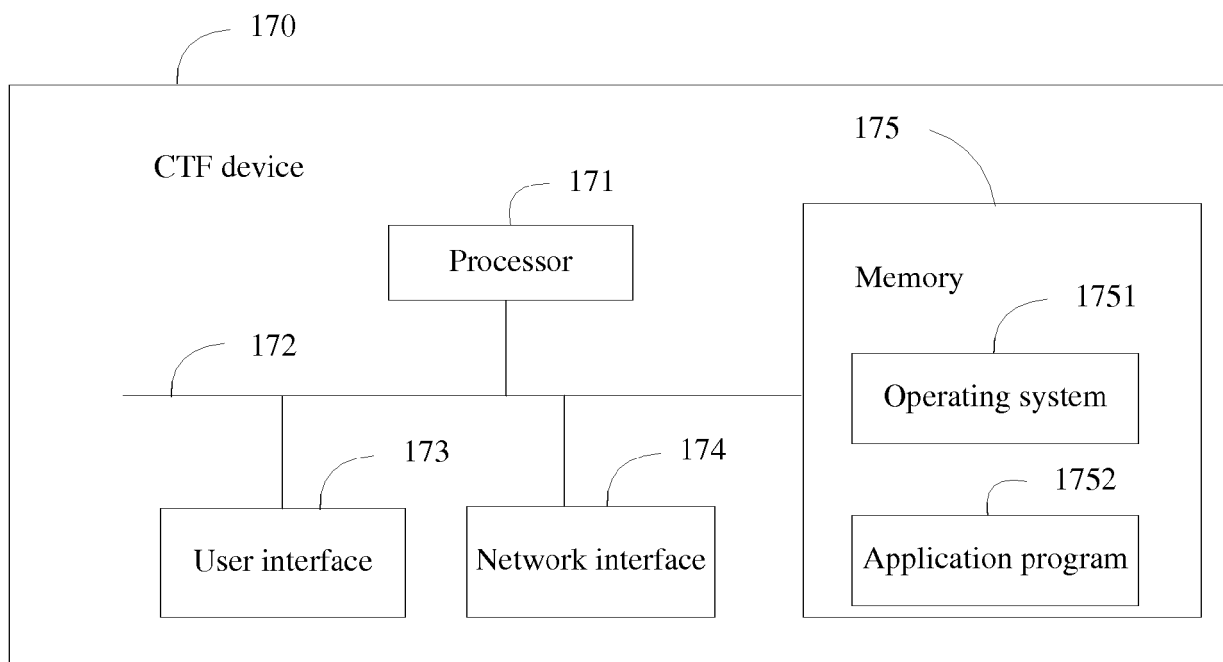 170
175
CTF device
171
Processor
Memory
1751
172
Operating system
173
174
1752
User interface
Network interface
Application program